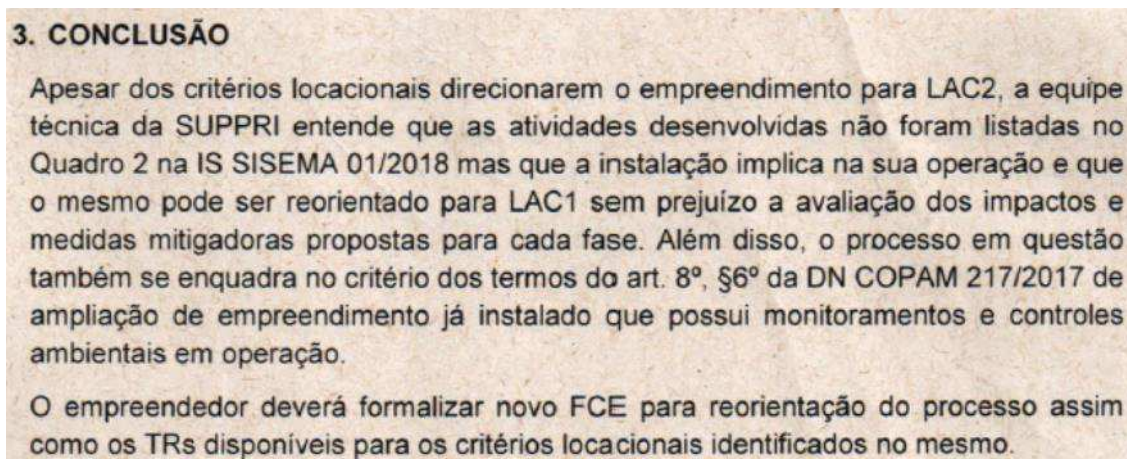 3. CONCLUSÃO
Apesar dos critérios locacionais direcionarem o empreendimento para LAC2, a equipe
técnica da SUPPRI entende que as atividades desenvolvidas não foram listadas no
Quadro 2 na IS SISEMA 01/2018 mas que a instalação implica na sua operação e que
o mesmo pode ser reorientado para LAC1 sem prejuízo a avaliação dos impactos e
medidas mitigadoras propostas para cada fase. Além disso, o processo em questão
também se enquadra no critério dos termos do art. 8º, §6º da DN COPAM 217/2017 de
ampliação de empreendimento já instalado que possui monitoramentos e controles
ambientais em operação.
O empreendedor deverá formalizar novo FCE para reorientação do processo assim
como os TRs disponíveis para os critérios locacionais identificados no mesmo.